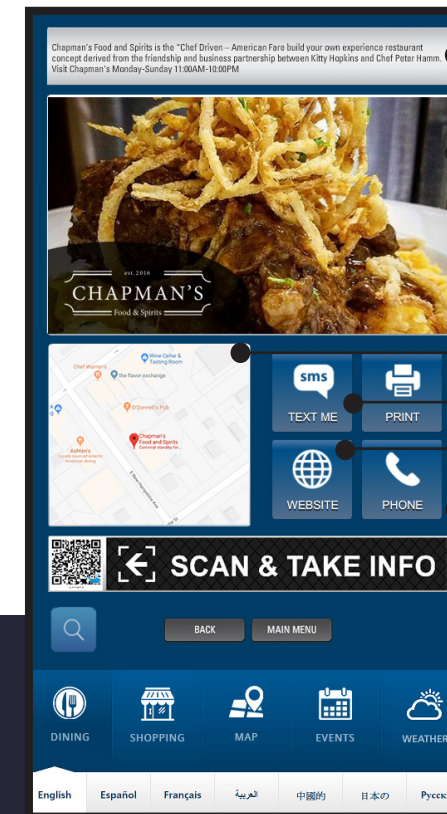 Chapman's Food and Spirits is the "Chef Driven – American Fare build your own experience restaurant
concept derived from the friendship and business partnership between Kitty Hopkins and Chef Peter Hamm.
Visit Chapman's Monday-Sunday 11:00AM-10:00PM
est. 2016
CHAPMAN'S
Food & Spirits
Wine Cellar &
Tasting Room
Chef Warren's
the flavor exchange
O'Donnell's Pub
Chapman's
Food and Spirits
Ashten's
E New Hampshire Ave
sms
TEXT ME
PRINT
WEBSITE
PHONE
SCAN & TAKE INFO
BACK
MAIN MENU
DINING
SHOPPING
MAP
EVENTS
WEATHER
English
Español
Français
العربية
中國的
日本の